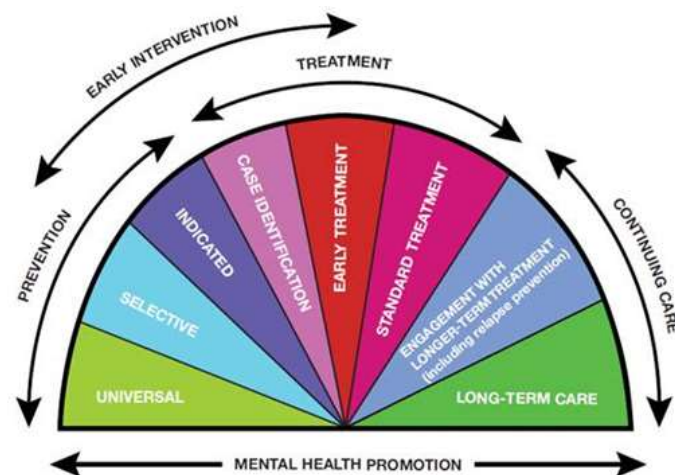 EARLY INTERVENTION
TREATMENT
PREVENTION
CONTINUING CARE
UNIVERSAL
SELECTIVE
INDICATED
CASE IDENTIFICATION
EARLY TREATMENT
STANDARD TREATMENT
ENGAGEMENT WITH
LONGER-TERM TREATMENT
(including relapse prevention)
LONG-TERM CARE
MENTAL HEALTH PROMOTION